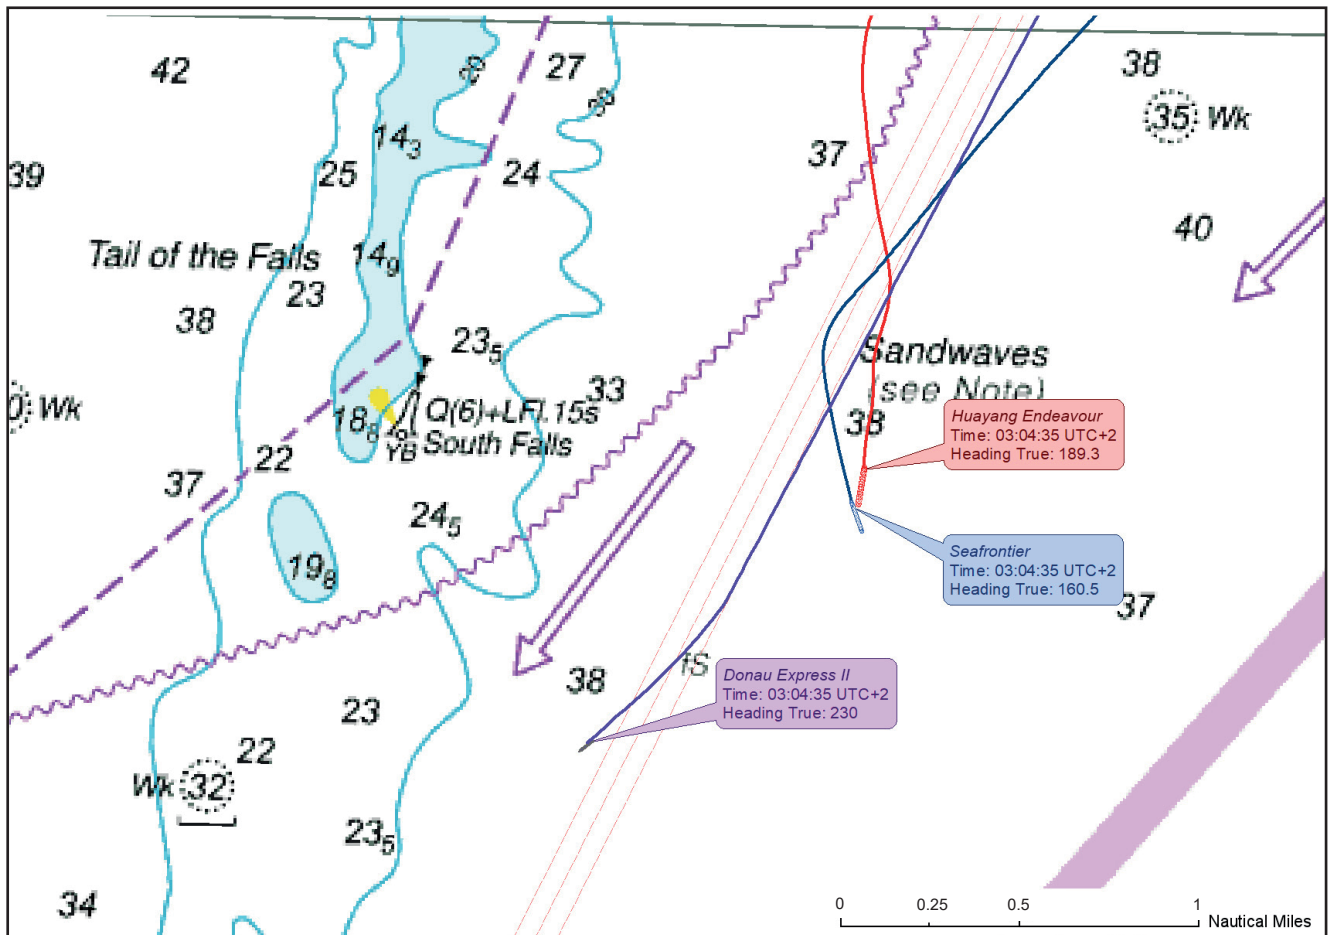 42
27
38
35 Wk
14₃
37
39
25
24
40
Tail of the Falls
14₉
23
38
23₅
Sandwaves
(see Note)
33
Wk
18₈
Q(6)+LFl.15s
38
Huayang Endeavour
Time: 03:04:35 UTC+2
Heading True: 189.3
YB
South Falls
22
37
24₅
Seafrontier
Time: 03:04:35 UTC+2
Heading True: 160.5
19₈
37
fS
38
Donau Express II
Time: 03:04:35 UTC+2
Heading True: 230
23
22
Wk 32
23₅
34
0 0.25 0.5 1
Nautical Miles